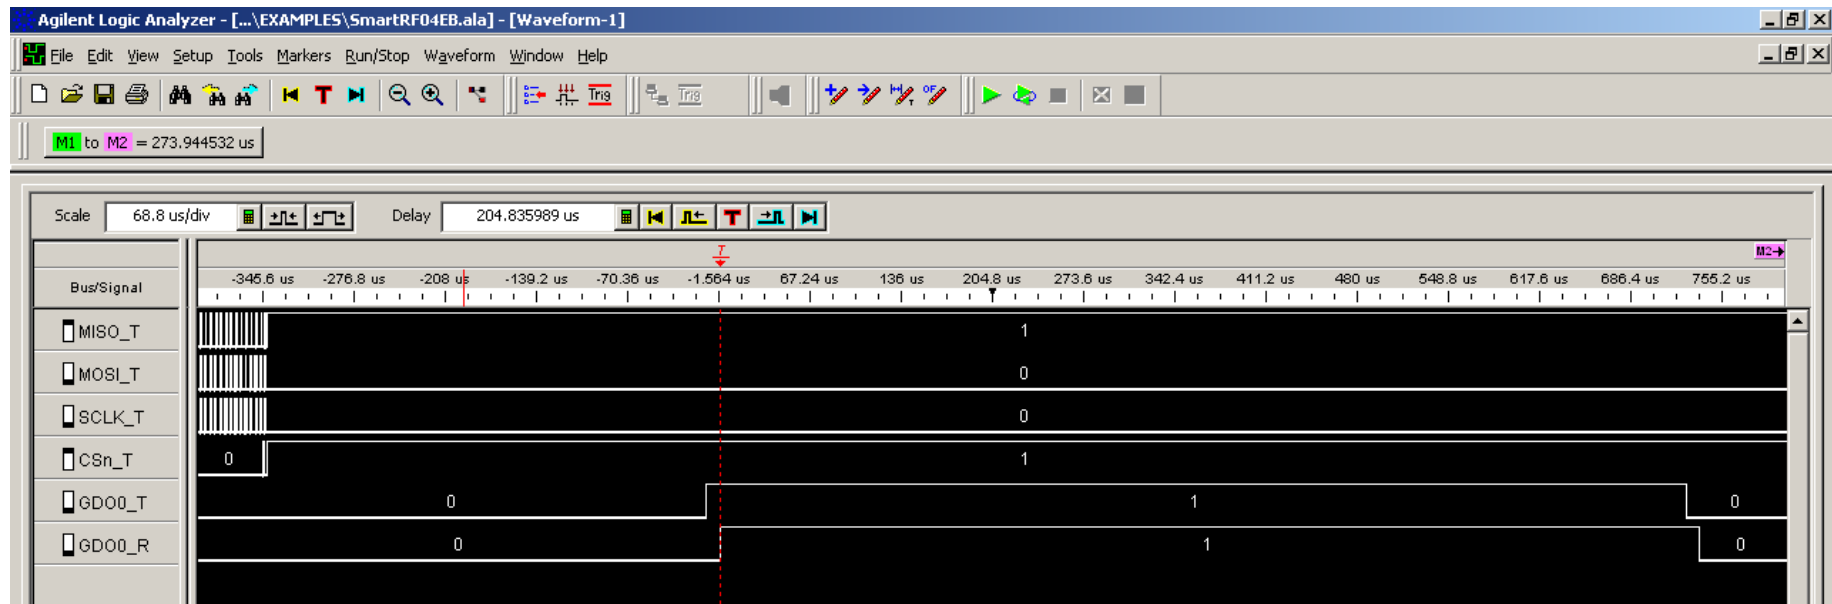 Agilent Logic Analyzer - [...\EXAMPLES\SmartRF04EB.ala] - [Waveform-1]
File Edit View Setup Tools Markers Run/Stop Waveform Window Help
T Trig Trig
M1 to M2 = 273.944532 us
Scale 68.8 us/div Delay 204.835989 us T
T M2
Bus/Signal -345.6 us -276.8 us -208 us -139.2 us -70.36 us -1.564 us 67.24 us 136 us 204.8 us 273.6 us 342.4 us 411.2 us 480 us 548.8 us 617.6 us 686.4 us 755.2 us
MISO_T 1
MOSI_T 0
SCLK_T 0
CSn_T 0 1
GDO0_T 0 1 0
GDO0_R 0 1 0